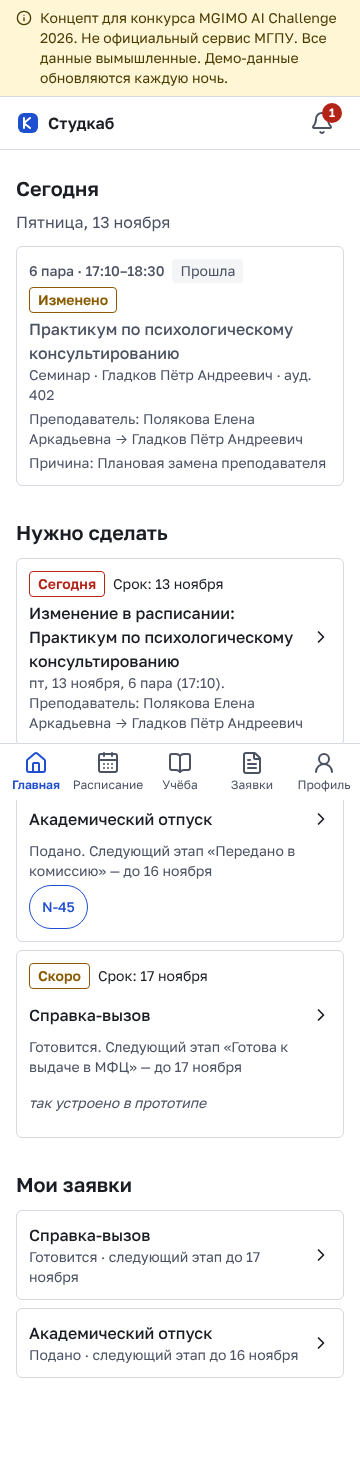 Концепт для конкурса MGIMO AI Challenge
2026. Не официальный сервис МГПУ. Все
данные вымышленные. Демо-данные
обновляются каждую ночь.
Студкаб
1
Сегодня
Пятница, 13 ноября
6 пара · 17:10–18:30 Прошла
Изменено
Практикум по психологическому
консультированию
Семинар · Гладков Пётр Андреевич · ауд.
402
Преподаватель: Полякова Елена
Аркадьевна → Гладков Пётр Андреевич
Причина: Плановая замена преподавателя
Нужно сделать
Сегодня Срок: 13 ноября
Изменение в расписании:
Практикум по психологическому
консультированию
пт, 13 ноября, 6 пара (17:10).
Преподаватель: Полякова Елена
Аркадьевна → Гладков Пётр Андреевич
Главная Расписание Учёба Заявки Профиль
Академический отпуск
Подано. Следующий этап «Передано в
комиссию» — до 16 ноября
N-45
Скоро Срок: 17 ноября
Справка-вызов
Готовится. Следующий этап «Готова к
выдаче в МФЦ» — до 17 ноября
так устроено в прототипе
Мои заявки
Справка-вызов
Готовится · следующий этап до 17
ноября
Академический отпуск
Подано · следующий этап до 16 ноября